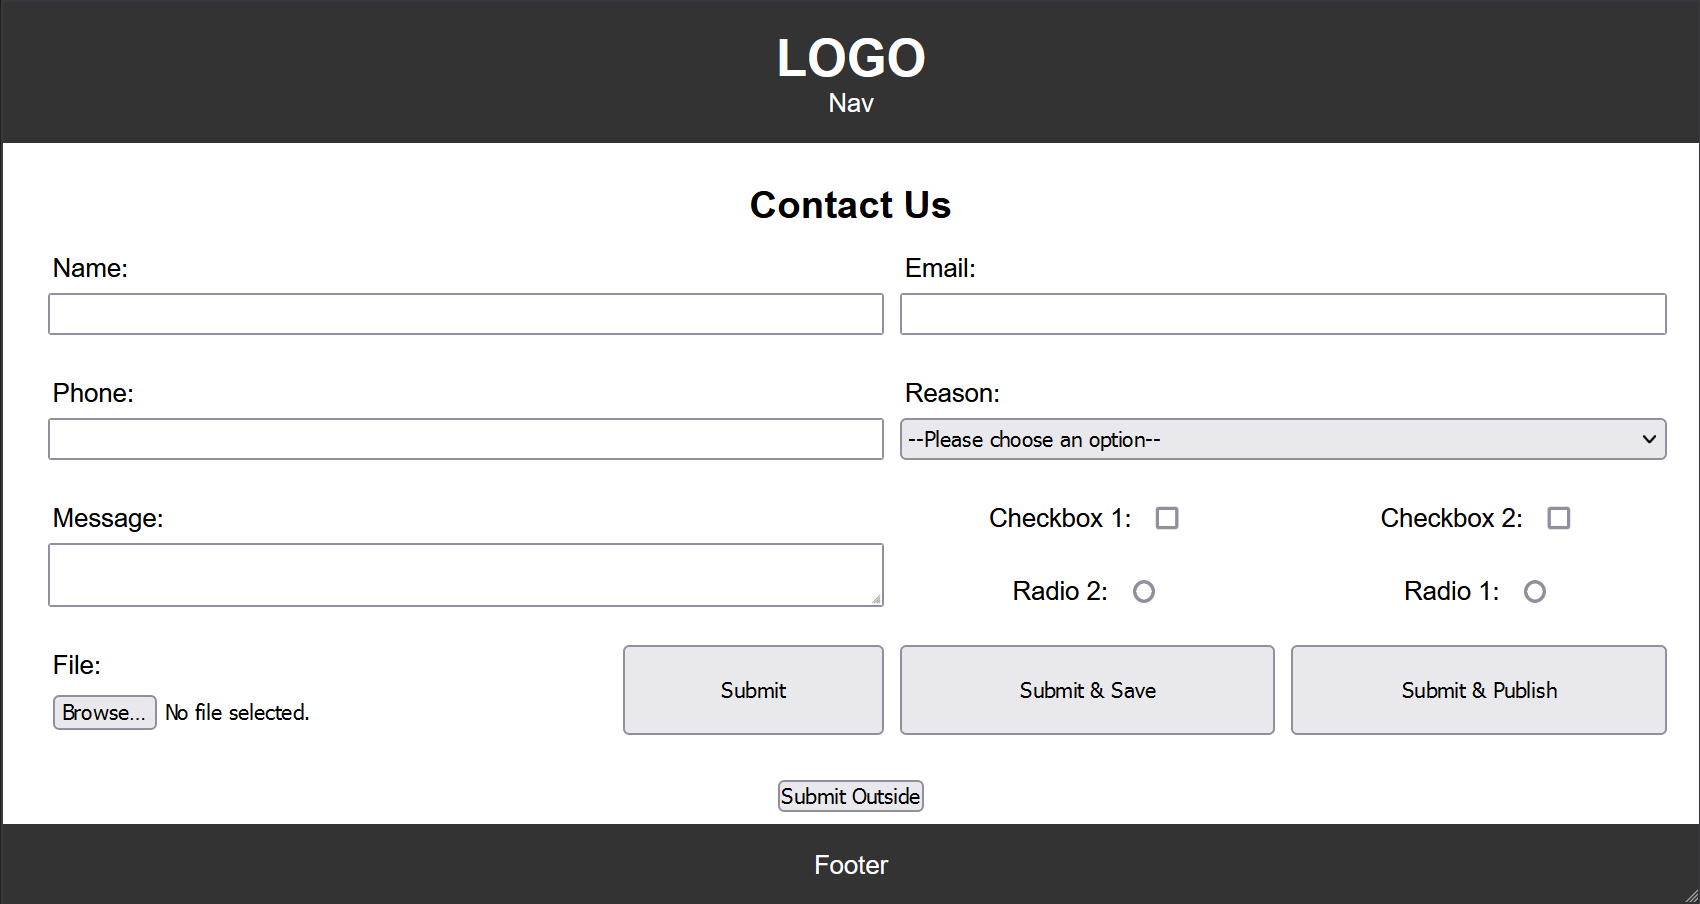 LOGO
Nav
Contact Us
Name:
Email:
Phone:
Reason:
--Please choose an option--
Message:
Checkbox 1:
Checkbox 2:
Radio 2:
Radio 1:
File:
Browse... No file selected.
Submit
Submit & Save
Submit & Publish
Submit Outside
Footer